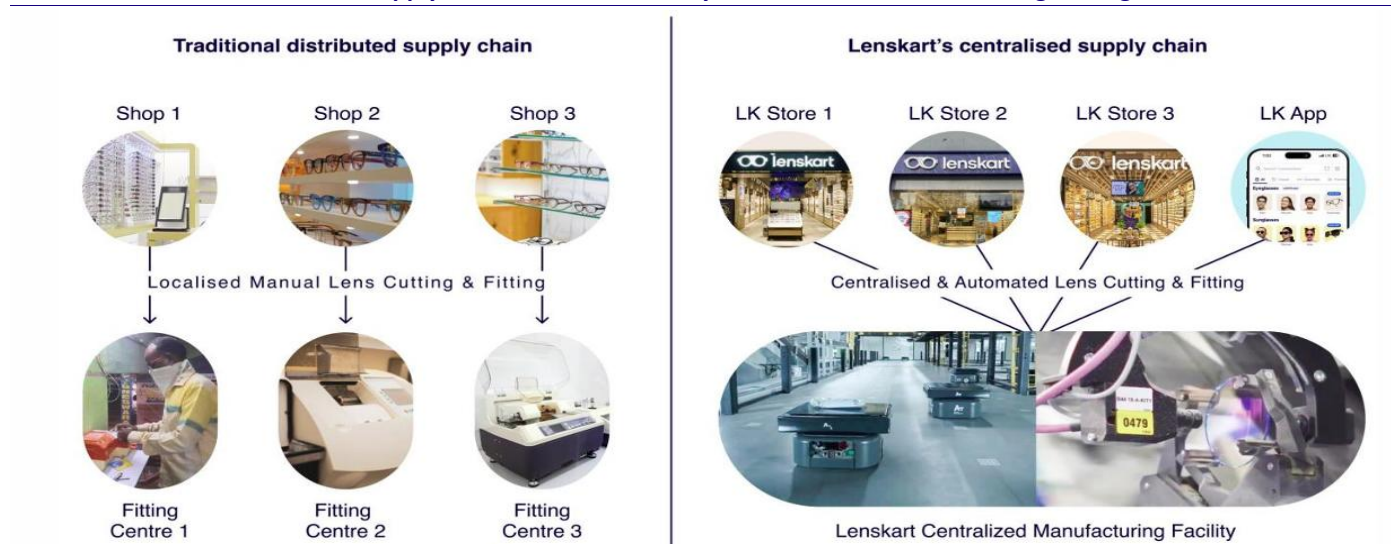 Traditional distributed supply chain
Shop 1
Shop 2
Shop 3
Localised Manual Lens Cutting & Fitting
Fitting
Centre 1
Fitting
Centre 2
Fitting
Centre 3
Lenskart’s centralised supply chain
LK Store 1
LK Store 2
LK Store 3
LK App
lenskart
lenskart
lenskart
Eyeglasses
Sunglasses
Centralised & Automated Lens Cutting & Fitting
0479
Lenskart Centralized Manufacturing Facility